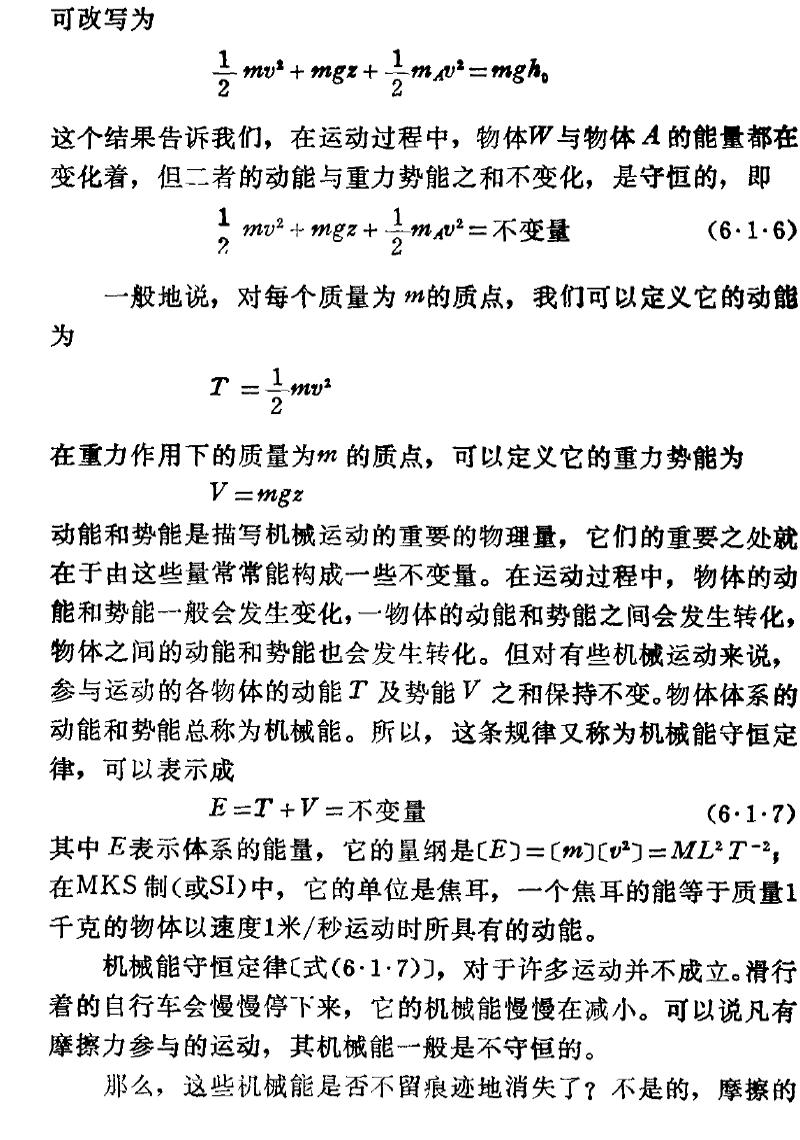 可改写为
½ mv² + mgz + ½ m_A v² = mgh₀
这个结果告诉我们，在运动过程中，物体W与物体A的能量都在
变化着，但二者的动能与重力势能之和不变化，是守恒的，即
½ mv² + mgz + ½ m_A v² = 不变量 (6·1·6)
一般地说，对每个质量为m的质点，我们可以定义它的动能
为
T = ½ mv²
在重力作用下的质量为m的质点，可以定义它的重力势能为
V = mgz
动能和势能是描写机械运动的重要的物理量，它们的重要之处就
在于由这些量常常能构成一些不变量。在运动过程中，物体的动
能和势能一般会发生变化，一物体的动能和势能之间会发生转化，
物体之间的动能和势能也会发生转化。但对有些机械运动来说，
参与运动的各物体的动能T及势能V之和保持不变。物体体系的
动能和势能总称为机械能。所以，这条规律又称为机械能守恒定
律，可以表示成
E = T + V = 不变量 (6·1·7)
其中E表示体系的能量，它的量纲是〔E〕=〔m〕〔v²〕= ML²T⁻²；
在MKS制(或SI)中，它的单位是焦耳，一个焦耳的能等于质量1
千克的物体以速度1米/秒运动时所具有的动能。
机械能守恒定律〔式(6·1·7)〕，对于许多运动并不成立。滑行
着的自行车会慢慢停下来，它的机械能慢慢在减小。可以说凡有
摩擦力参与的运动，其机械能一般是不守恒的。
那么，这些机械能是否不留痕迹地消失了？不是的，摩擦的